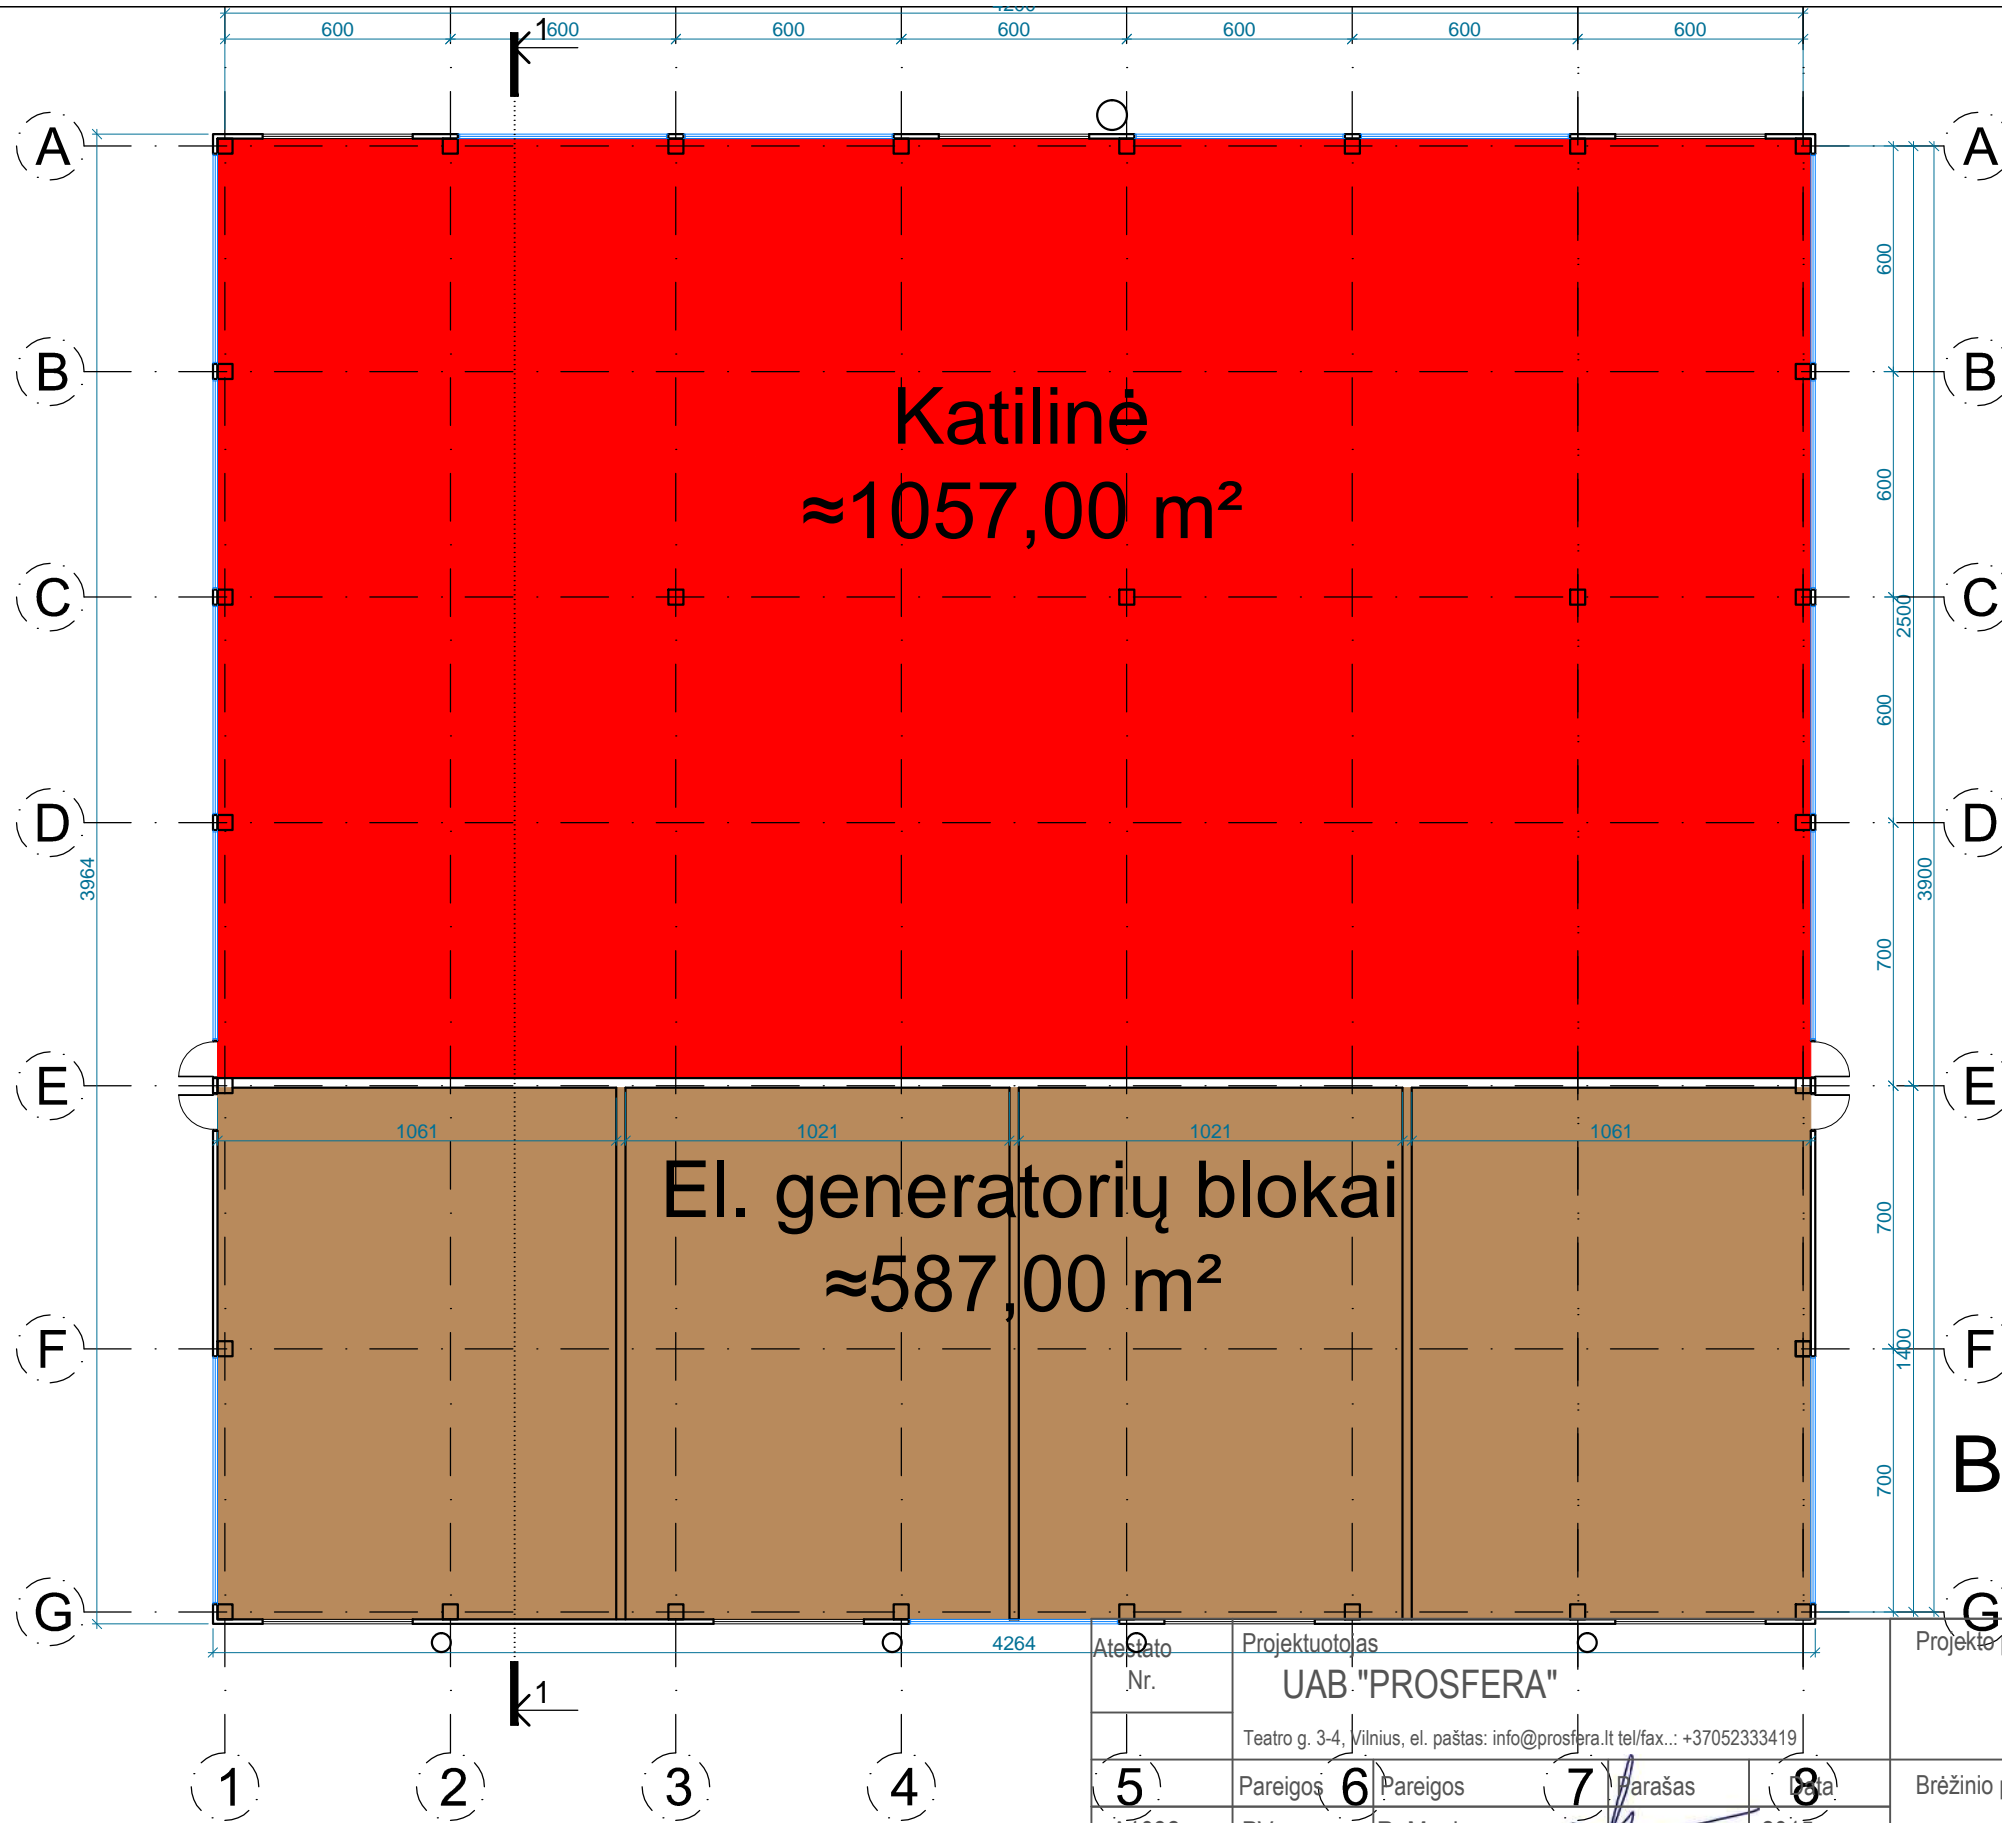 4200
600 600 600 600 600 600 600
1
1
A A
B B
C C
D D
E E
F F
G G
600
600
600
700
700
700
2500
1400
3900
3964
Katilinė
≈1057,00 m²
1061 1021 1021 1061
El. generatorių blokai
≈587,00 m²
B
4264
1 2 3 4 5 6 7 8
Atestato
Nr.
Projektuotojas
UAB "PROSFERA"
Teatro g. 3-4, Vilnius, el. paštas: info@prosfera.lt tel/fax..: +37052333419
Projekto
Pareigos Pareigos Parašas Data
Brėžinio